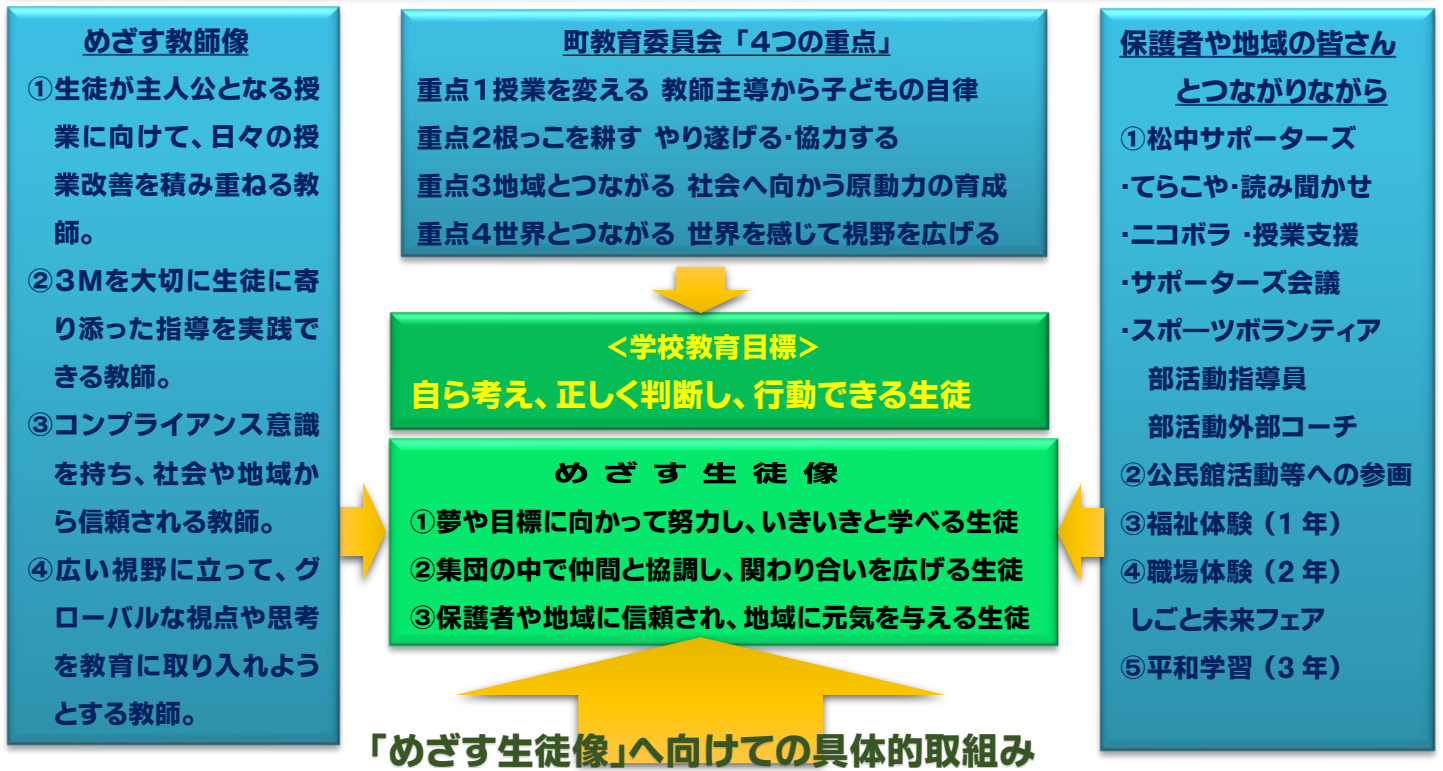 めざす教師像
①生徒が主人公となる授
業に向けて、日々の授
業改善を積み重ねる教
師。
②３Ｍを大切に生徒に寄
り添った指導を実践で
きる教師。
③コンプライアンス意識
を持ち、社会や地域か
ら信頼される教師。
④広い視野に立って、グ
ローバルな視点や思考
を教育に取り入れよう
とする教師。
町教育委員会「4つの重点」
重点１授業を変える 教師主導から子どもの自律
重点２根っこを耕す やり遂げる･協力する
重点３地域とつながる 社会へ向かう原動力の育成
重点４世界とつながる 世界を感じて視野を広げる
＜学校教育目標＞
自ら考え、正しく判断し、行動できる生徒
めざす生徒像
①夢や目標に向かって努力し、いきいきと学べる生徒
②集団の中で仲間と協調し、関わり合いを広げる生徒
③保護者や地域に信頼され、地域に元気を与える生徒
保護者や地域の皆さん
とつながりながら
①松中サポーターズ
･てらこや･読み聞かせ
･ニコボラ ･授業支援
･サポーターズ会議
･スポーツボランティア
部活動指導員
部活動外部コーチ
②公民館活動等への参画
③福祉体験（1 年）
④職場体験（2 年）
しごと未来フェア
⑤平和学習（3 年）
「めざす生徒像」へ向けての具体的取組み